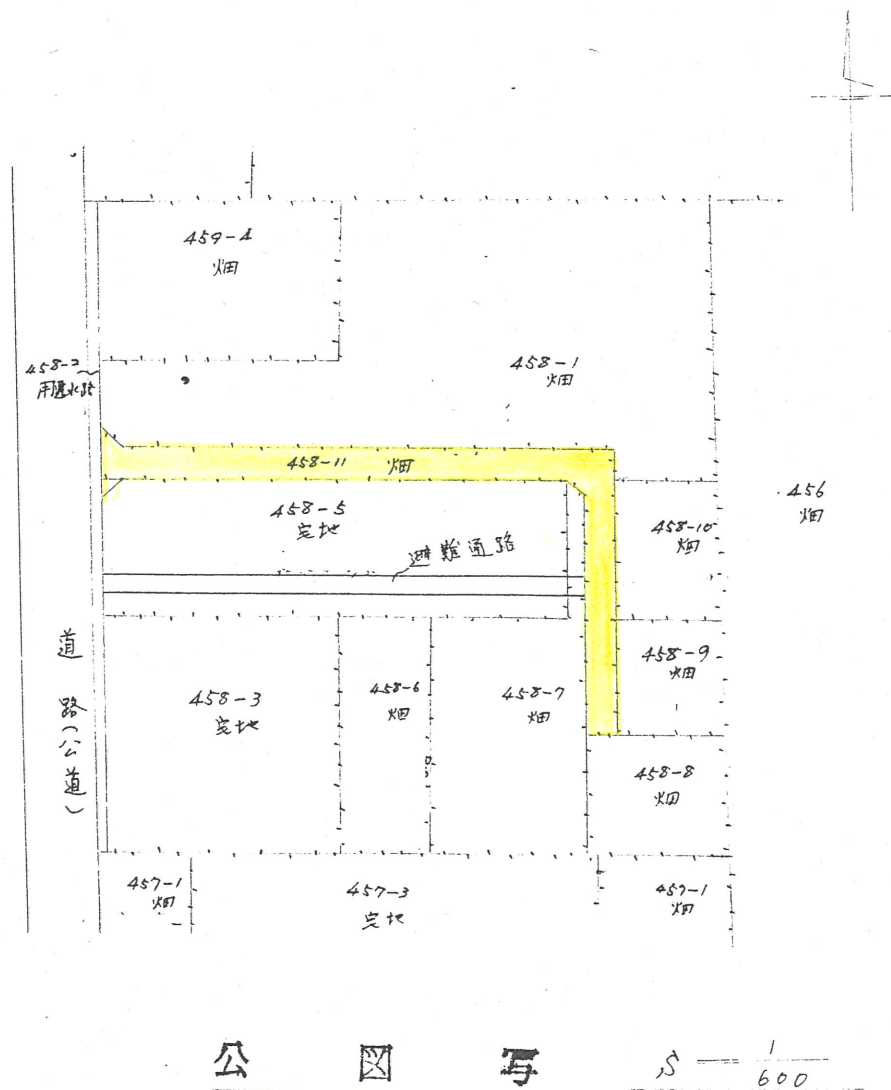 459-4
畑
458-2
用悪水路
458-1
畑
458-11 畑
458-5
宅地
456
畑
458-10
畑
避難通路
458-9
畑
道路(公道)
458-3
宅地
458-6
畑
458-7
畑
458-8
畑
457-1
畑
457-3
宅地
457-1
畑
公図写 S = 1/600